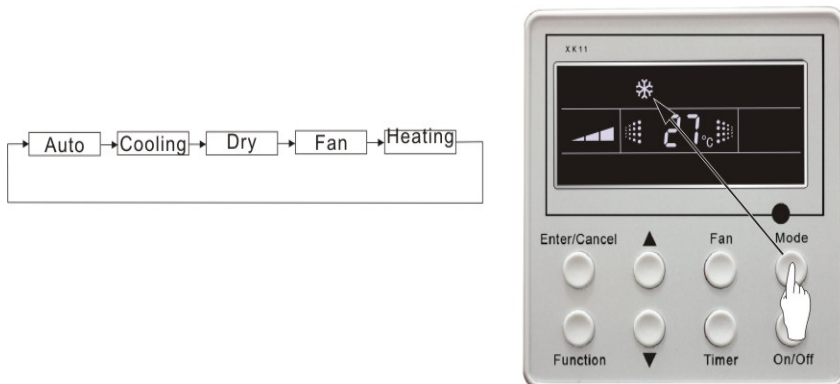 Auto Cooling Dry Fan Heating
XK11
27°C
Enter/Cancel ▲ Fan Mode
Function ▼ Timer On/Off